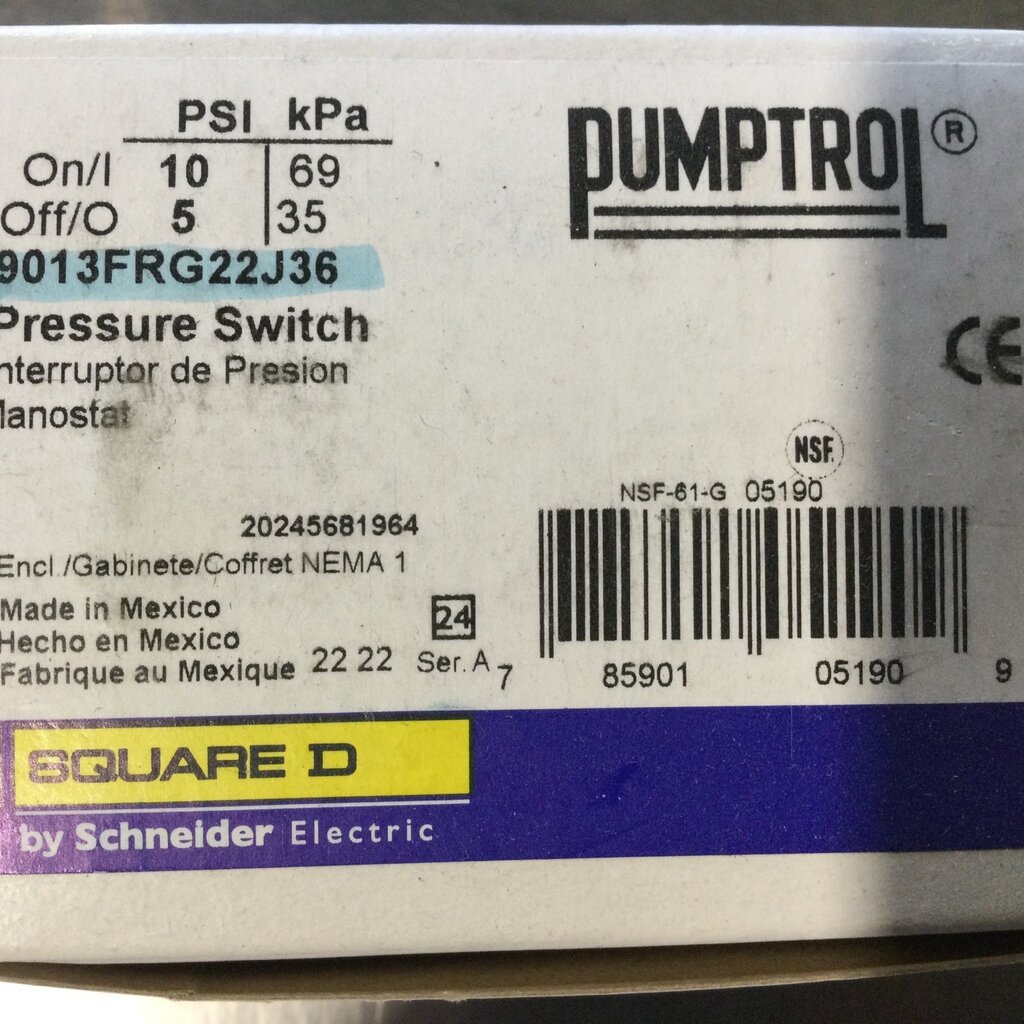 PSI kPa
On/I 10 69
Off/O 5 35
9013FRG22J36
Pressure Switch
nterruptor de Presion
Manostat
PUMPTROL®
CE
NSF
NSF-61-G 05190
20245681964
Encl./Gabinete/Coffret NEMA 1
Made in Mexico
Hecho en Mexico
Fabrique au Mexique 22 22 24 Ser. A
7 85901 05190 9
SQUARE D
by Schneider Electric